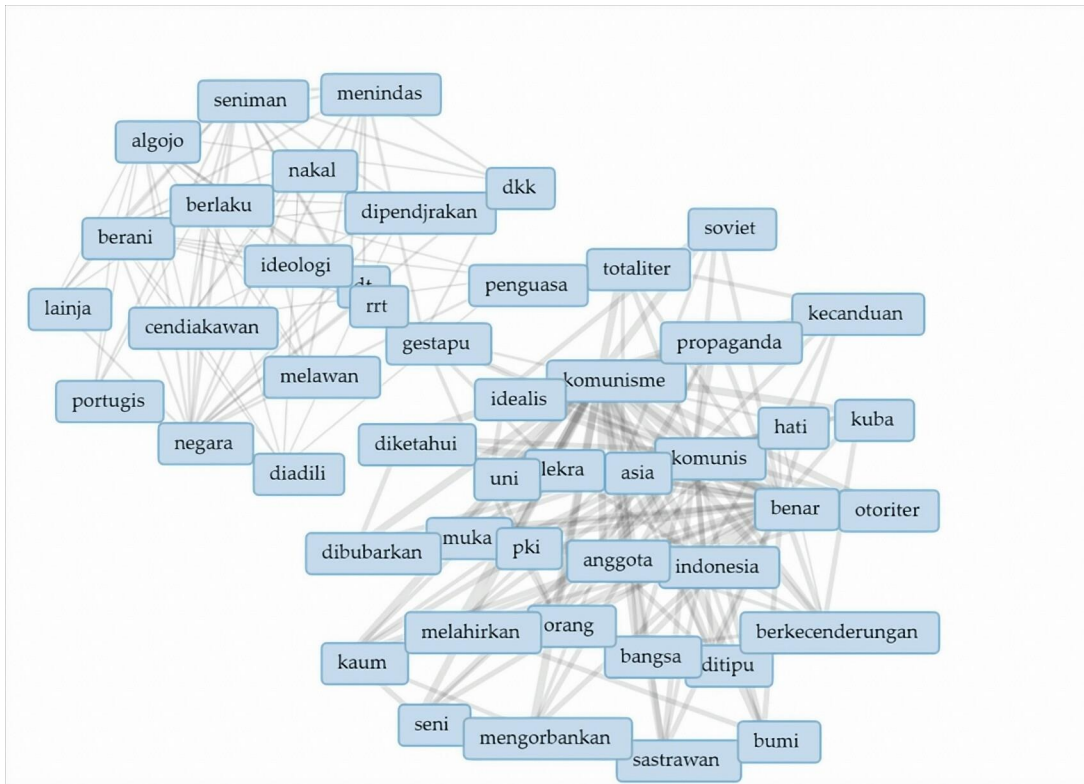 menindas
seniman
algojo
nakal
dkk
berlaku
dipendjrakan
soviet
berani
ideologi
totaliter
dt
penguasa
lainja
rrt
kecanduan
cendiakawan
gestapu
propaganda
melawan
komunisme
portugis
idealis
kuba
hati
negara
diketahui
komunis
diadili
lekra
asia
uni
benar
otoriter
muka
dibubarkan
pki
anggota
indonesia
melahirkan
orang
berkecenderungan
kaum
bangsa
ditipu
seni
mengorbankan
bumi
sastrawan